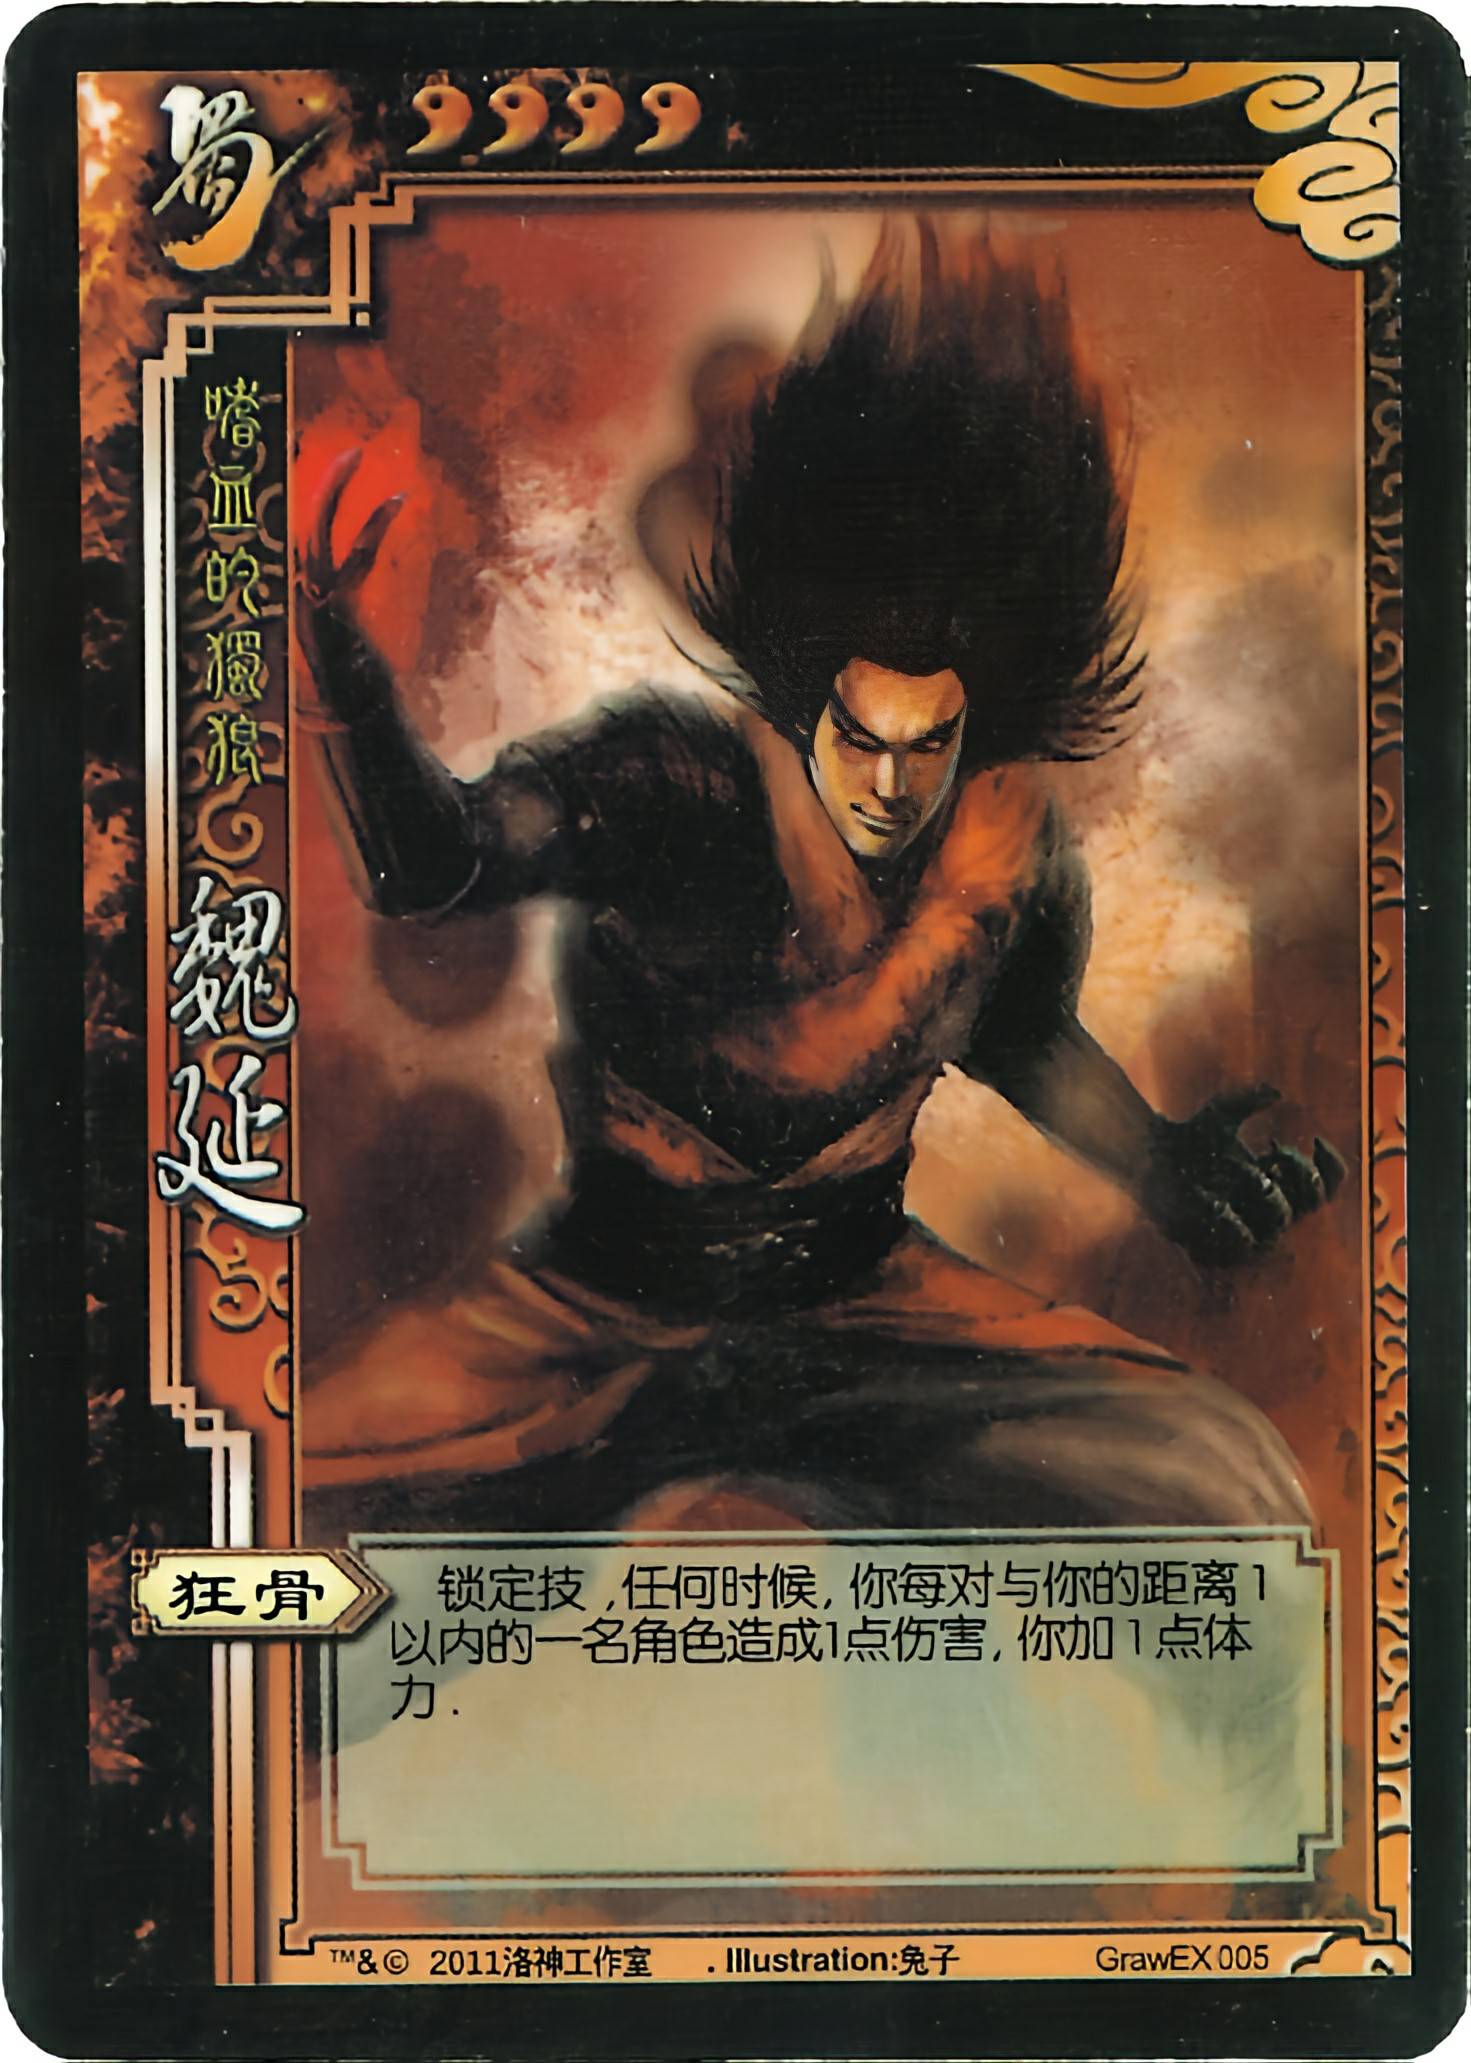 蜀
嗜血的獨狼
魏延
狂骨
锁定技,任何时候,你每对与你的距离1
以内的一名角色造成1点伤害,你加1点体
力.
™&© 2011洛神工作室 . Illustration:兔子 GrawEX 005